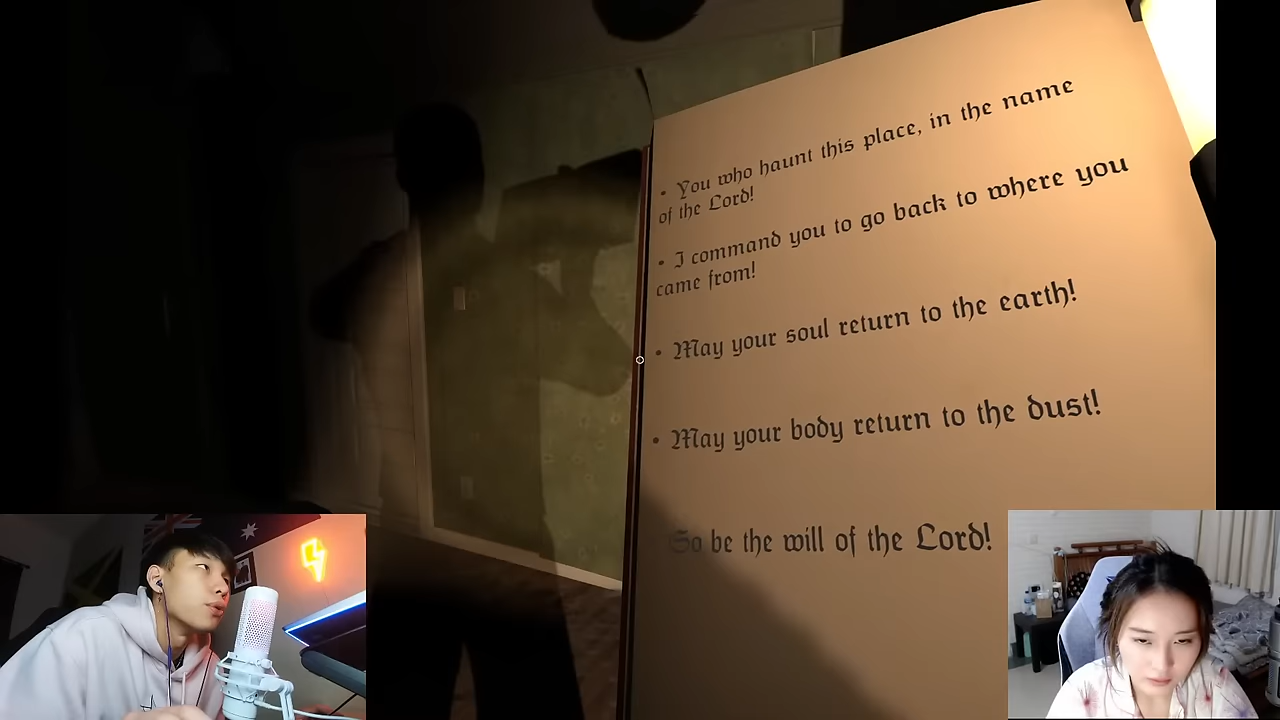 • You who haunt this place, in the name
of the Lord!
• I command you to go back to where you
came from!
• May your soul return to the earth!
• May your body return to the dust!
So be the will of the Lord!